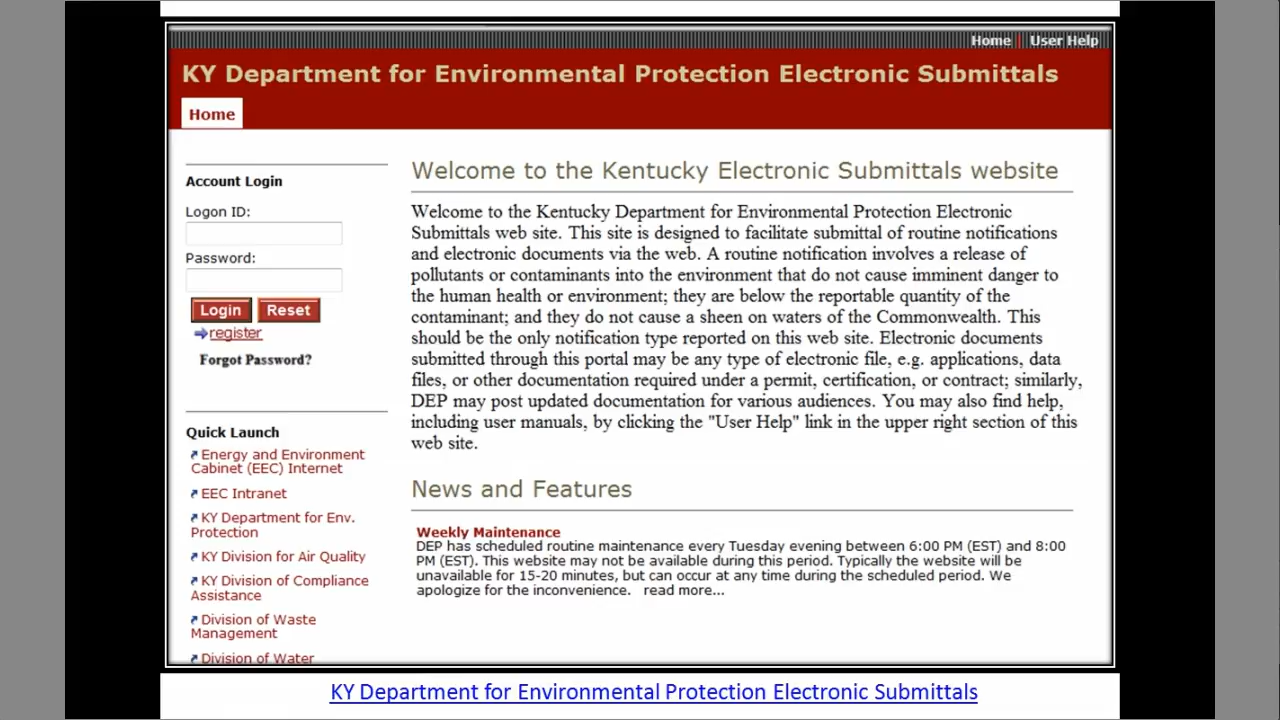 Home | User Help
KY Department for Environmental Protection Electronic Submittals
Home
Account Login
Logon ID:
Password:
Login Reset
register
Forgot Password?
Quick Launch
Energy and Environment
Cabinet (EEC) Internet
EEC Intranet
KY Department for Env.
Protection
KY Division for Air Quality
KY Division of Compliance
Assistance
Division of Waste
Management
Division of Water
Welcome to the Kentucky Electronic Submittals website
Welcome to the Kentucky Department for Environmental Protection Electronic
Submittals web site. This site is designed to facilitate submittal of routine notifications
and electronic documents via the web. A routine notification involves a release of
pollutants or contaminants into the environment that do not cause imminent danger to
the human health or environment; they are below the reportable quantity of the
contaminant; and they do not cause a sheen on waters of the Commonwealth. This
should be the only notification type reported on this web site. Electronic documents
submitted through this portal may be any type of electronic file, e.g. applications, data
files, or other documentation required under a permit, certification, or contract; similarly,
DEP may post updated documentation for various audiences. You may also find help,
including user manuals, by clicking the "User Help" link in the upper right section of this
web site.
News and Features
Weekly Maintenance
DEP has scheduled routine maintenance every Tuesday evening between 6:00 PM (EST) and 8:00
PM (EST). This website may not be available during this period. Typically the website will be
unavailable for 15-20 minutes, but can occur at any time during the scheduled period. We
apologize for the inconvenience. read more...
KY Department for Environmental Protection Electronic Submittals